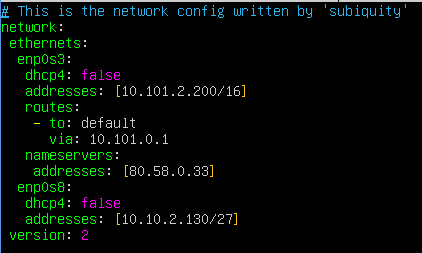 # This is the network config written by 'subiquity'
network:
 ethernets:
  enp0s3:
   dhcp4: false
   addresses: [10.101.2.200/16]
   routes:
    - to: default
      via: 10.101.0.1
   nameservers:
    addresses: [80.58.0.33]
  enp0s8:
   dhcp4: false
   addresses: [10.10.2.130/27]
 version: 2